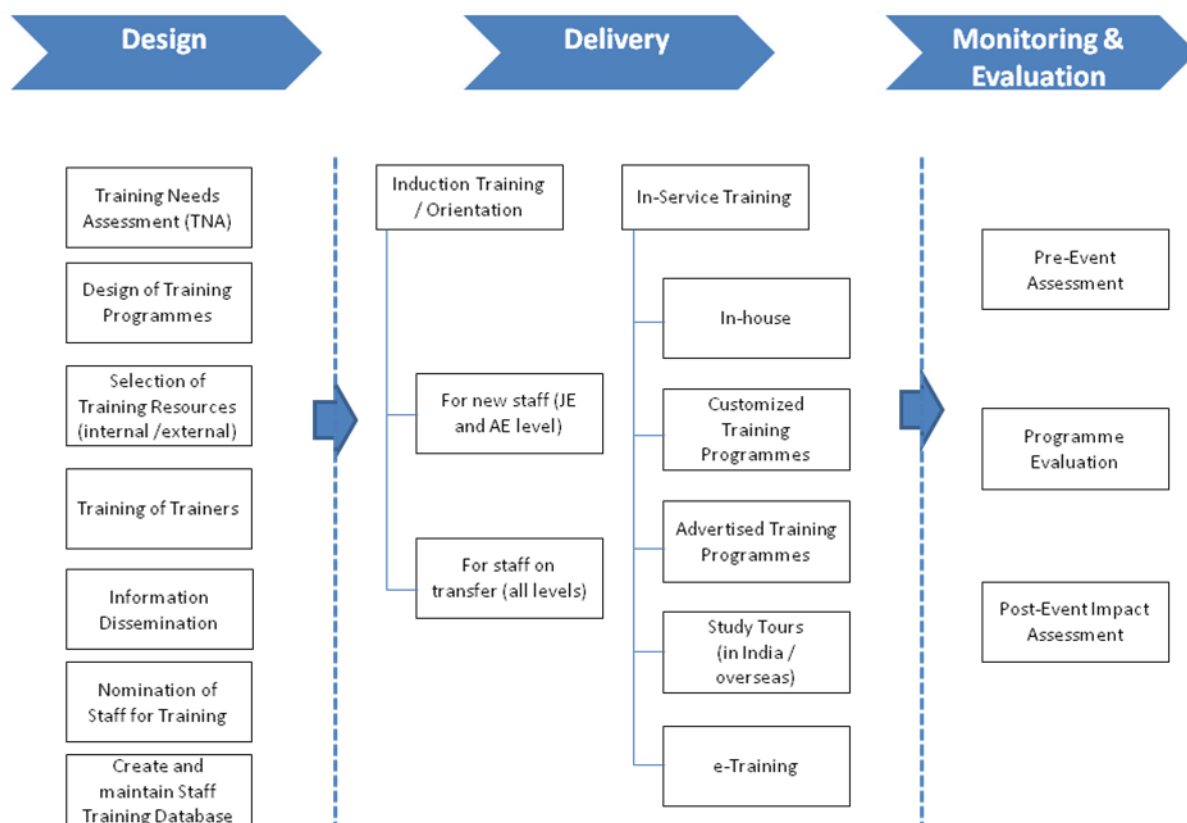 Design
Delivery
Monitoring &
Evaluation
Training Needs
Assessment (TNA)
Design of Training
Programmes
Selection of
Training Resources
(internal /external)
Training of Trainers
Information
Dissemination
Nomination of
Staff for Training
Create and
maintain Staff
Training Database
Induction Training
/ Orientation
For new staff (JE
and AE level)
For staff on
transfer (all levels)
In-Service Training
In-house
Customized
Training
Programmes
Advertised Training
Programmes
Study Tours
(in India /
overseas)
e-Training
Pre-Event
Assessment
Programme
Evaluation
Post-Event Impact
Assessment